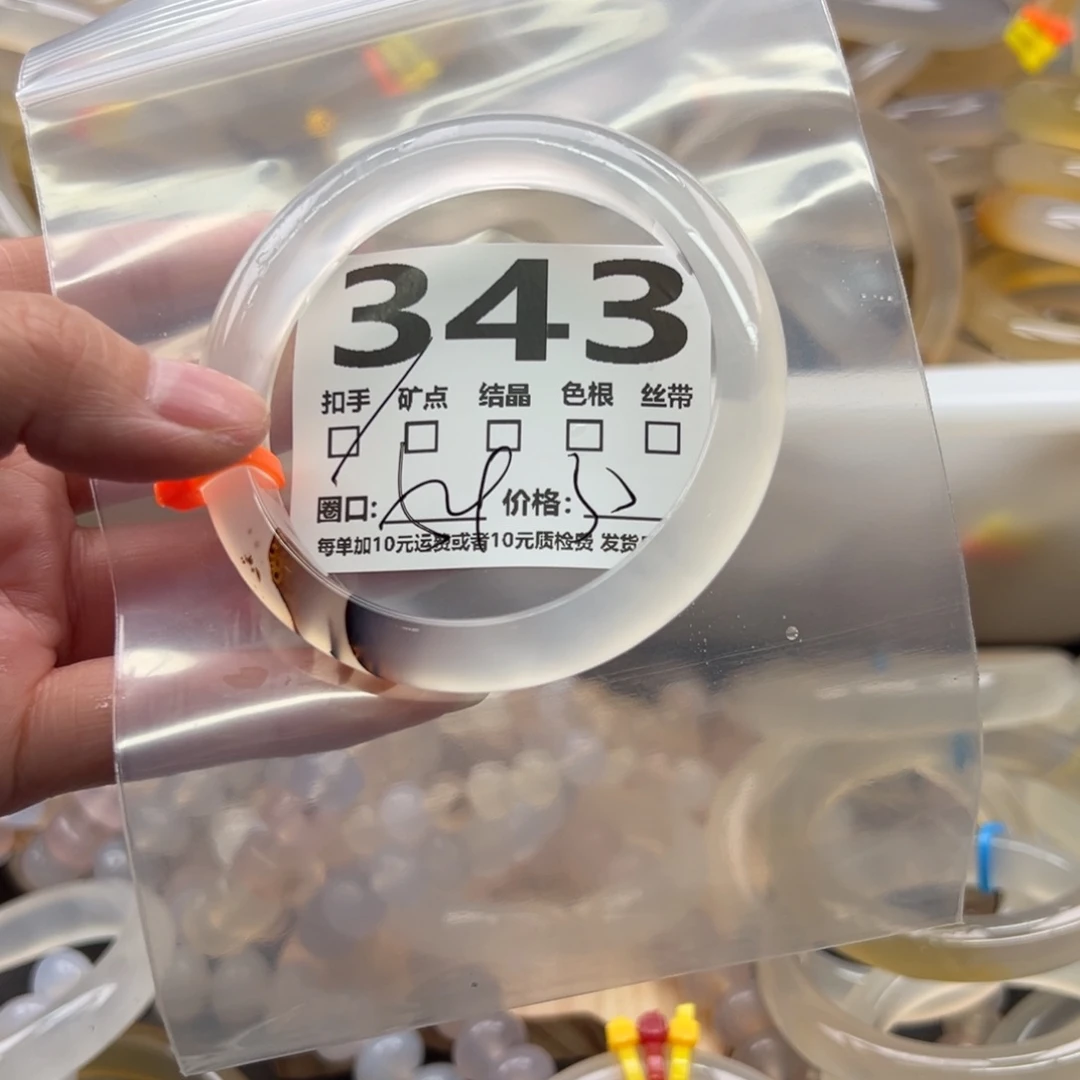 343
扣手 矿点 结晶 色根 丝带
圈口: 价格:
每单加10元运费或者10元质检费 发货